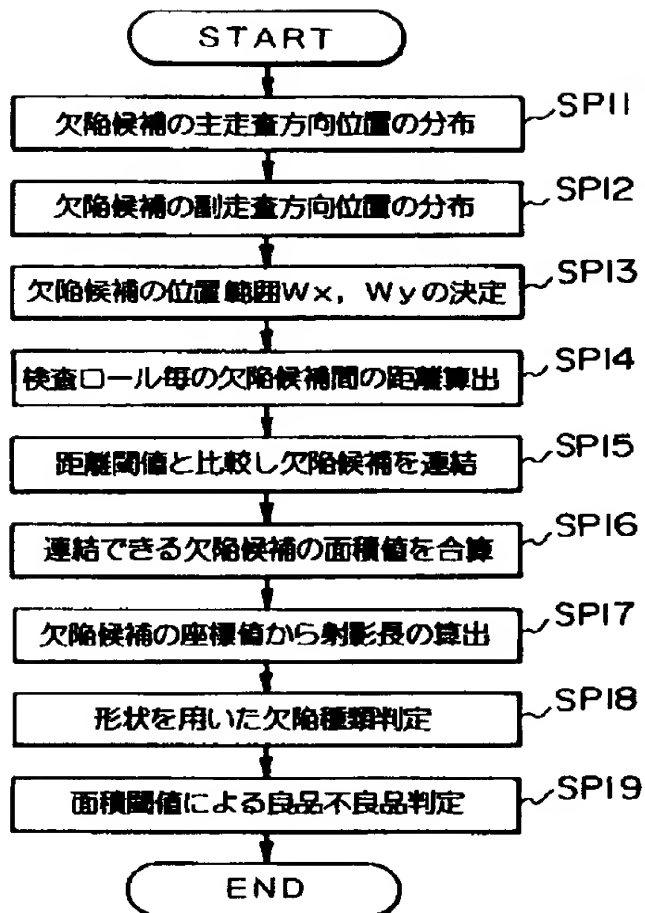 START
欠陥候補の主走査方向位置の分布 SP11
欠陥候補の副走査方向位置の分布 SP12
欠陥候補の位置範囲Wx，Wyの決定 SP13
検査ロール毎の欠陥候補間の距離算出 SP14
距離閾値と比較し欠陥候補を連結 SP15
連結できる欠陥候補の面積値を合算 SP16
欠陥候補の座標値から射影長の算出 SP17
形状を用いた欠陥種類判定 SP18
面積閾値による良品不良品判定 SP19
END